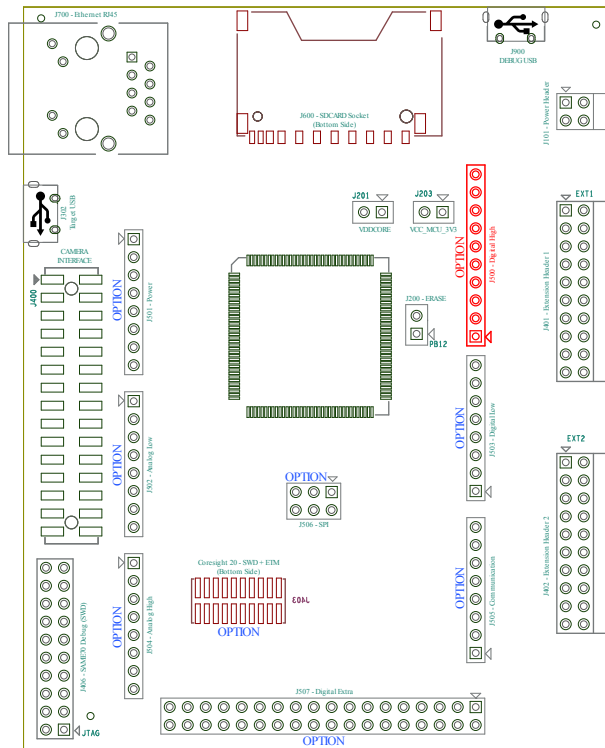 J700 - Ethernet RJ45
J600 - SDCARD Socket
(Bottom Side)
J900
DEBUG USB
J101 - Power Header
J302
Target USB
J201
VDDCORE
J203
VCC_MCU_3V3
OPTION
J500 - Digital High
EXT1
J401 - Extension Header 1
CAMERA
INTERFACE
J400
OPTION
J501 - Power
J200 - ERASE
PB12
OPTION
J502 - Analog Low
OPTION
J503 - Digital Low
EXT2
J402 - Extension Header 2
OPTION
J506 - SPI
OPTION
J505 - Communication
Coresight 20 - SWD + ETM
(Bottom Side)
J403
OPTION
OPTION
J504 - Analog High
J406 - SAME70 Debug (SWD)
JTAG
J507 - Digital Extra
OPTION